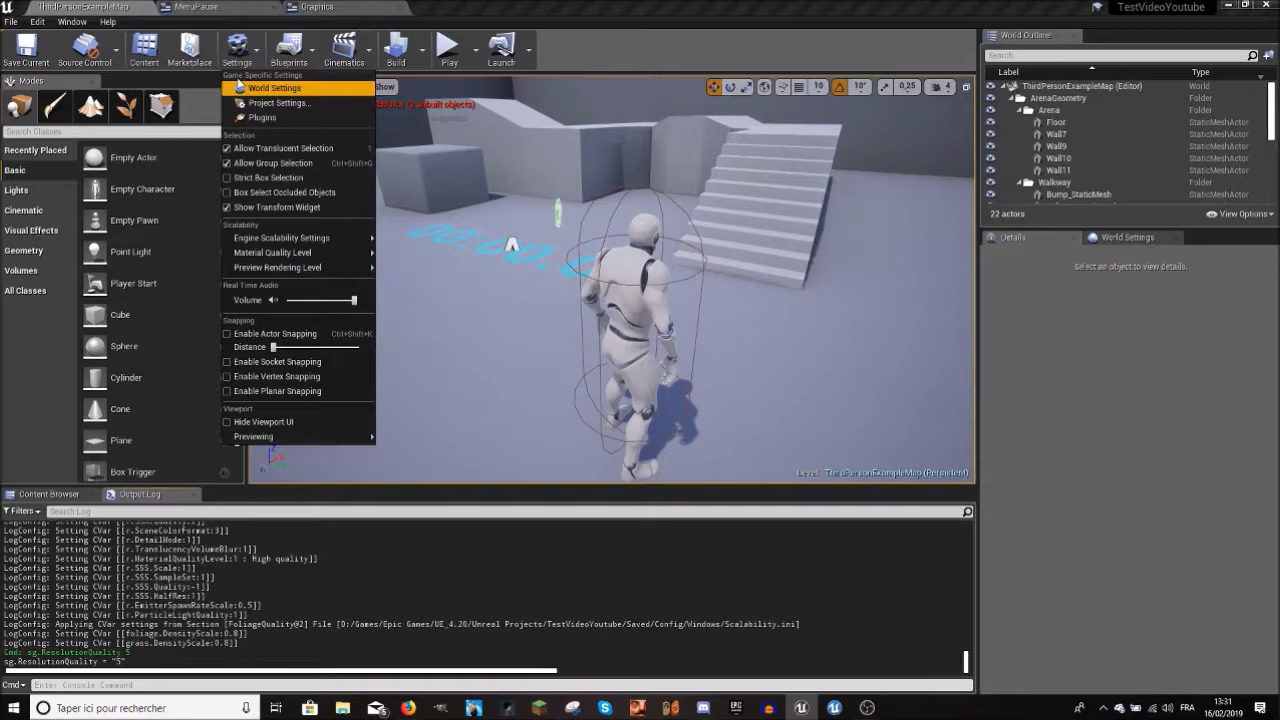 ThirdPersonExampleMap
MenuPause
Graphics
TestVideoYoutube
File Edit Window Help
Save Current
Source Control
Content
Marketplace
Settings
Blueprints
Cinematics
Build
Play
Launch
World Outliner
Search
Label
Type
ThirdPersonExampleMap (Editor) World
ArenaGeometry Folder
Arena Folder
Floor StaticMeshActor
Wall7 StaticMeshActor
Wall9 StaticMeshActor
Wall10 StaticMeshActor
Wall11 StaticMeshActor
Walkway Folder
Bump_StaticMesh StaticMeshActor
22 actors
View Options
Modes
Search Classes
Recently Placed
Basic
Lights
Cinematic
Visual Effects
Geometry
Volumes
All Classes
Empty Actor
Empty Character
Empty Pawn
Point Light
Player Start
Cube
Sphere
Cylinder
Cone
Plane
Box Trigger
Game Specific Settings
World Settings
Project Settings...
Plugins
Selection
Allow Translucent Selection T
Allow Group Selection Ctrl+Shift+G
Strict Box Selection
Box Select Occluded Objects
Show Transform Widget
Scalability
Engine Scalability Settings
Material Quality Level
Preview Rendering Level
Real Time Audio
Volume
Snapping
Enable Actor Snapping Ctrl+Shift+K
Distance
Enable Socket Snapping
Enable Vertex Snapping
Enable Planar Snapping
Viewport
Hide Viewport UI
Previewing
Show
10
10°
0,25
4
(2 unbuilt objects)
Level: ThirdPersonExampleMap (Persistent)
Details
World Settings
Select an object to view details.
Content Browser
Output Log
Filters
Search Log
LogConfig: Setting CVar [[r.SceneColorFormat:3]]
LogConfig: Setting CVar [[r.DetailMode:1]]
LogConfig: Setting CVar [[r.TranslucencyVolumeBlur:1]]
LogConfig: Setting CVar [[r.MaterialQualityLevel:1 : High quality]]
LogConfig: Setting CVar [[r.SSS.Scale:1]]
LogConfig: Setting CVar [[r.SSS.SampleSet:1]]
LogConfig: Setting CVar [[r.SSS.Quality:-1]]
LogConfig: Setting CVar [[r.SSS.HalfRes:1]]
LogConfig: Setting CVar [[r.EmitterSpawnRateScale:0.5]]
LogConfig: Setting CVar [[r.ParticleLightQuality:1]]
LogConfig: Applying CVar settings from Section [FoliageQuality@2] File [D:/Games/Epic Games/UE_4.20/Unreal Projects/TestVideoYoutube/Saved/Config/Windows/Scalability.ini]
LogConfig: Setting CVar [[foliage.DensityScale:0.8]]
LogConfig: Setting CVar [[grass.DensityScale:0.8]]
Cmd: sg.ResolutionQuality 5
sg.ResolutionQuality = "5"
Cmd
Enter Console Command
Taper ici pour rechercher
FRA
13:31
16/02/2019